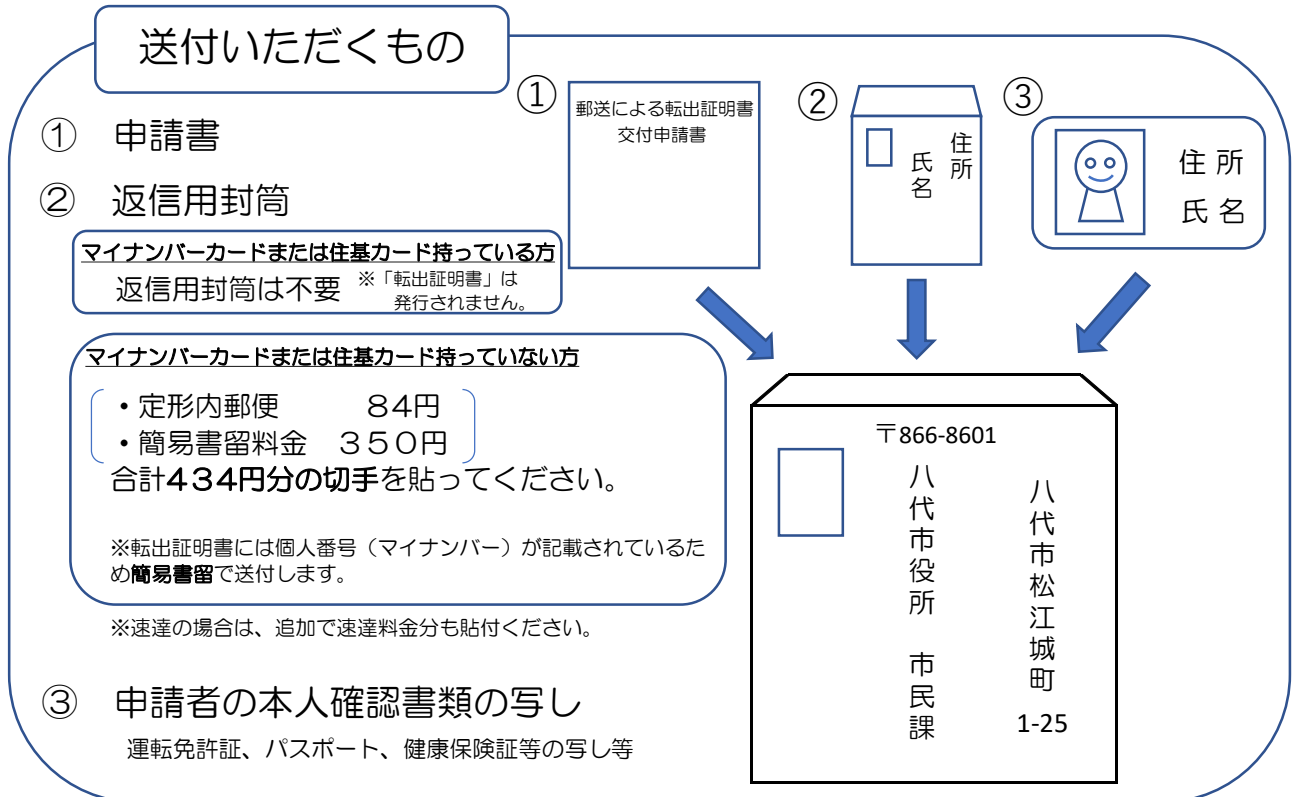 送付いただくもの
① 申請書
② 返信用封筒
マイナンバーカードまたは住基カード持っている方
返信用封筒は不要 ※「転出証明書」は
発行されません。
マイナンバーカードまたは住基カード持っていない方
・定形内郵便 84円
・簡易書留料金 350円
合計434円分の切手を貼ってください。
※転出証明書には個人番号（マイナンバー）が記載されているた
め簡易書留で送付します。
※速達の場合は、追加で速達料金分も貼付ください。
③ 申請者の本人確認書類の写し
運転免許証、パスポート、健康保険証等の写し等
①
郵送による転出証明書
交付申請書
②
住所
氏名
③
住所
氏名
〒866-8601
八代市松江城町 1-25
八代市役所 市民課